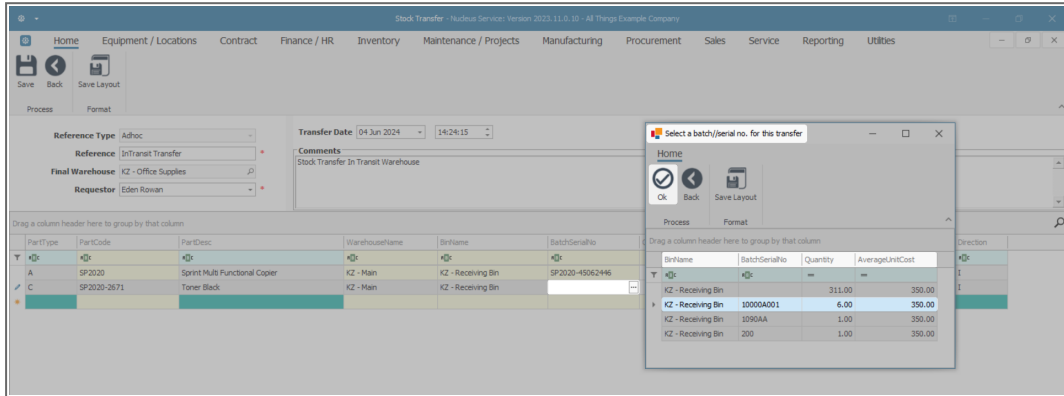 Stock Transfer - Nucleus Service: Version 2023.11.0.10 - All Things Example Company
Home Equipment / Locations Contract Finance / HR Inventory Maintenance / Projects Manufacturing Procurement Sales Service Reporting Utilities
Save Back Save Layout
Process Format
Reference Type Adhoc
Transfer Date 04 Jun 2024 14:24:15
Reference InTransit Transfer *
Comments
Stock Transfer In Transit Warehouse
Final Warehouse KZ - Office Supplies
Requestor Eden Rowan *
Drag a column header here to group by that column
PartType PartCode PartDesc WarehouseName BinName BatchSerialNo Direction
A SP2020 Sprint Multi Functional Copier KZ - Main KZ - Receiving Bin SP2020-45062446 I
C SP2020-2671 Toner Black KZ - Main KZ - Receiving Bin ... I
Select a batch//serial no. for this transfer
Home
Ok Back Save Layout
Process Format
Drag a column header here to group by that column
BinName BatchSerialNo Quantity AverageUnitCost
= =
KZ - Receiving Bin 311.00 350.00
KZ - Receiving Bin 10000A001 6.00 350.00
KZ - Receiving Bin 1090AA 1.00 350.00
KZ - Receiving Bin 200 1.00 350.00